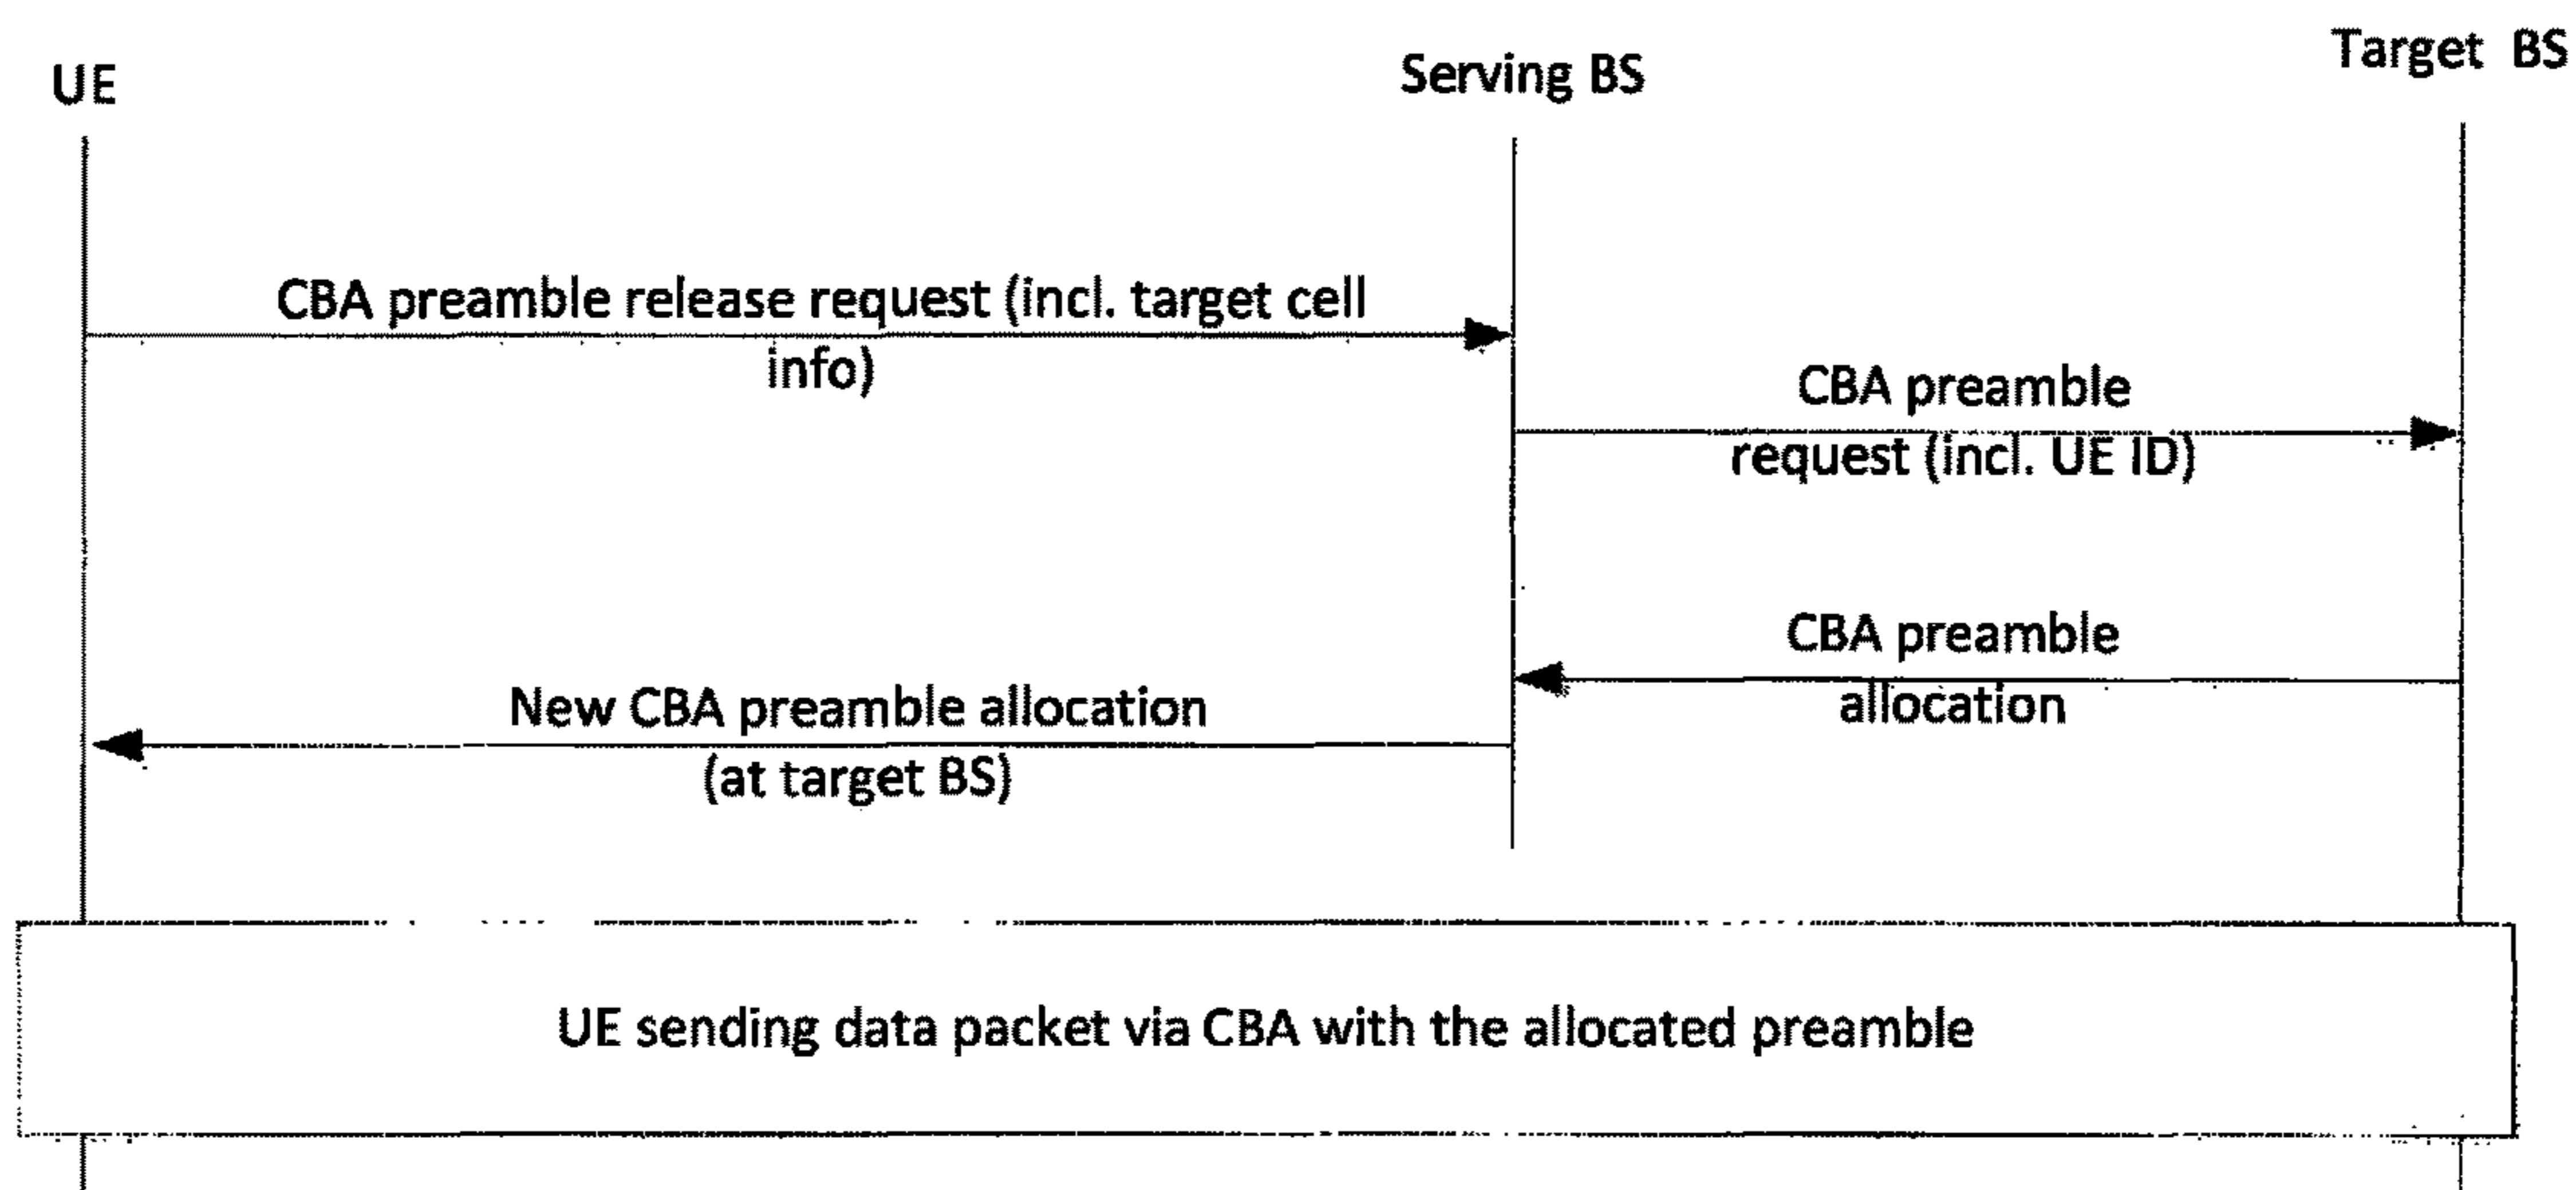 UE
Serving BS
Target BS
CBA preamble release request (incl. target cell
info)
CBA preamble
request (incl. UE ID)
CBA preamble
allocation
New CBA preamble allocation
(at target BS)
UE sending data packet via CBA with the allocated preamble